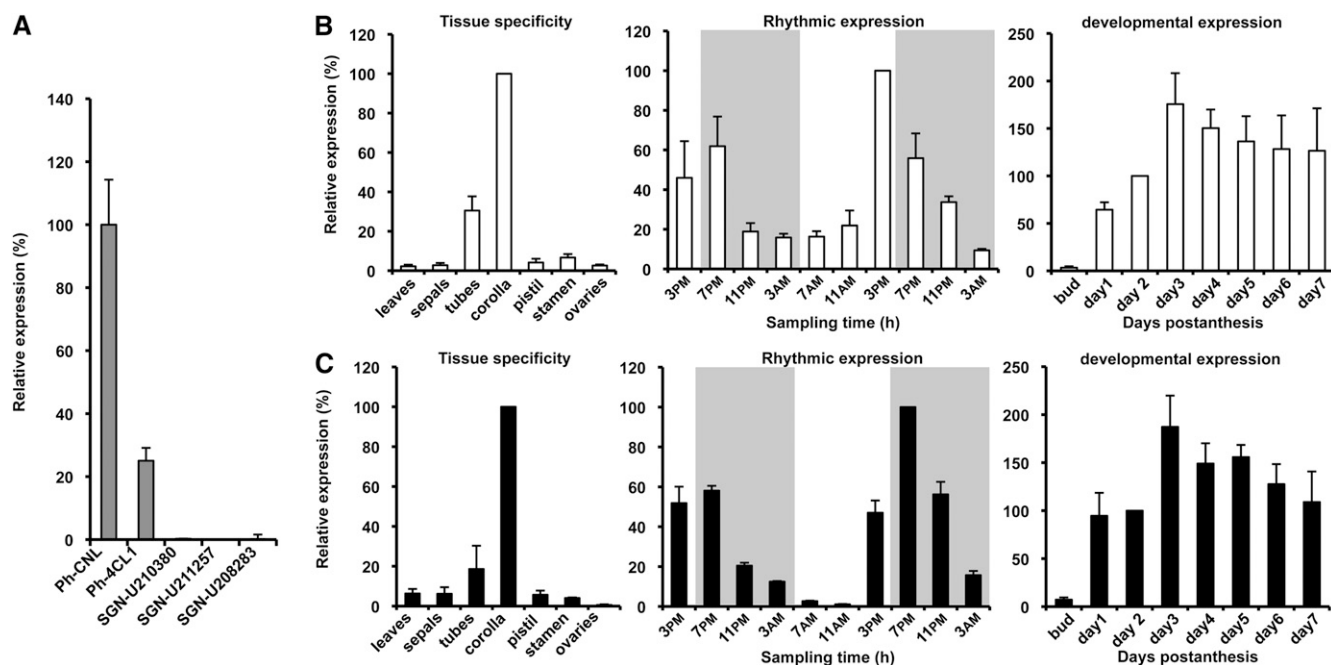 A
Relative expression (%)
140
120
100
80
60
40
20
0
Ph-CNL
Ph-4CL1
SGN-U210380
SGN-U211257
SGN-U208283
B
Tissue specificity
Relative expression (%)
120
100
80
60
40
20
0
leaves
sepals
tubes
corolla
pistil
stamen
ovaries
Rhythmic expression
120
100
80
60
40
20
0
3PM
7PM
11PM
3AM
7AM
11AM
3PM
7PM
11PM
3AM
Sampling time (h)
developmental expression
250
200
150
100
50
0
bud
day1
day 2
day3
day4
day5
day6
day7
Days postanthesis
C
Tissue specificity
Relative expression (%)
120
100
80
60
40
20
0
leaves
sepals
tubes
corolla
pistil
stamen
ovaries
Rhythmic expression
120
100
80
60
40
20
0
3PM
7PM
11PM
3AM
7AM
11AM
3PM
7PM
11PM
3AM
Sampling time (h)
developmental expression
250
200
150
100
50
0
bud
day1
day 2
day3
day4
day5
day6
day7
Days postanthesis